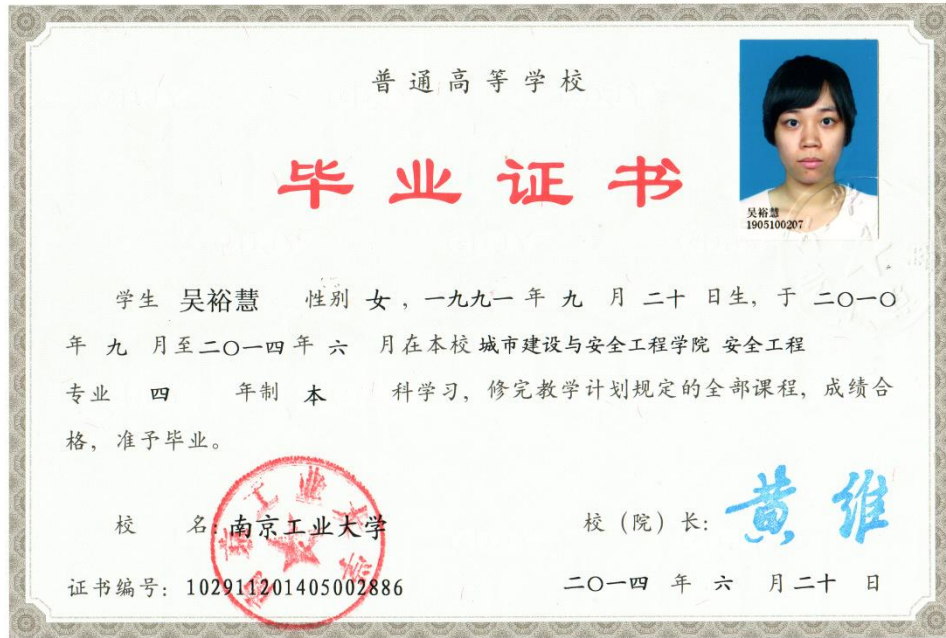 普通高等学校
毕业证书
吴裕慧
1905100207
学生 吴裕慧 性别 女，一九九一 年 九 月 二十 日生，于 二〇一〇
年 九 月至二〇一四年 六 月在本校 城市建设与安全工程学院 安全工程
专业 四 年制 本 科学习，修完教学计划规定的全部课程，成绩合
格，准予毕业。
校 名：南京工业大学
校（院）长：黄维
证书编号：102911201405002886
二〇一四 年 六 月二十 日
南京工业大学